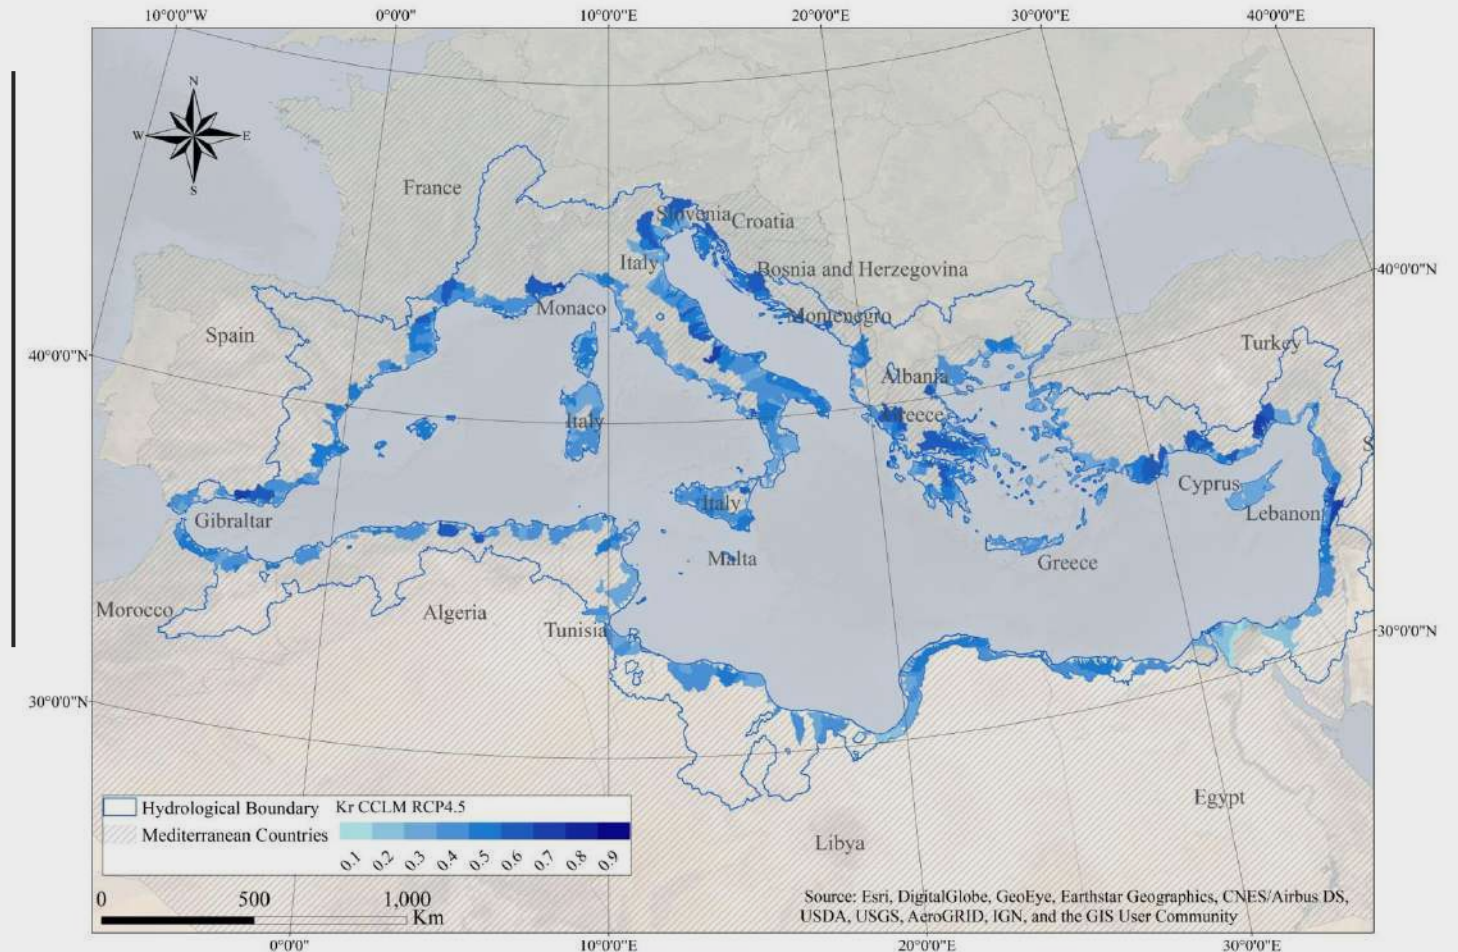 10°0'0"W 0°0'0" 10°0'0"E 20°0'0"E 30°0'0"E 40°0'0"E
N
W E
S
France
Slovenia Croatia
Italy
Bosnia and Herzegovina
40°0'0"N
Monaco
Montenegro
Spain
Turkey
40°0'0"N
Albania
Greece
Italy
S
Cyprus
Italy
Gibraltar
Lebanon
Malta
Greece
Morocco
Algeria
Tunisia
30°0'0"N
30°0'0"N
Egypt
Libya
Hydrological Boundary Kr CCLM RCP4.5
Mediterranean Countries
0.1 0.2 0.3 0.4 0.5 0.6 0.7 0.8 0.9
0 500 1,000
Km
Source: Esri, DigitalGlobe, GeoEye, Earthstar Geographics, CNES/Airbus DS,
USDA, USGS, AeroGRID, IGN, and the GIS User Community
0°0'0" 10°0'0"E 20°0'0"E 30°0'0"E